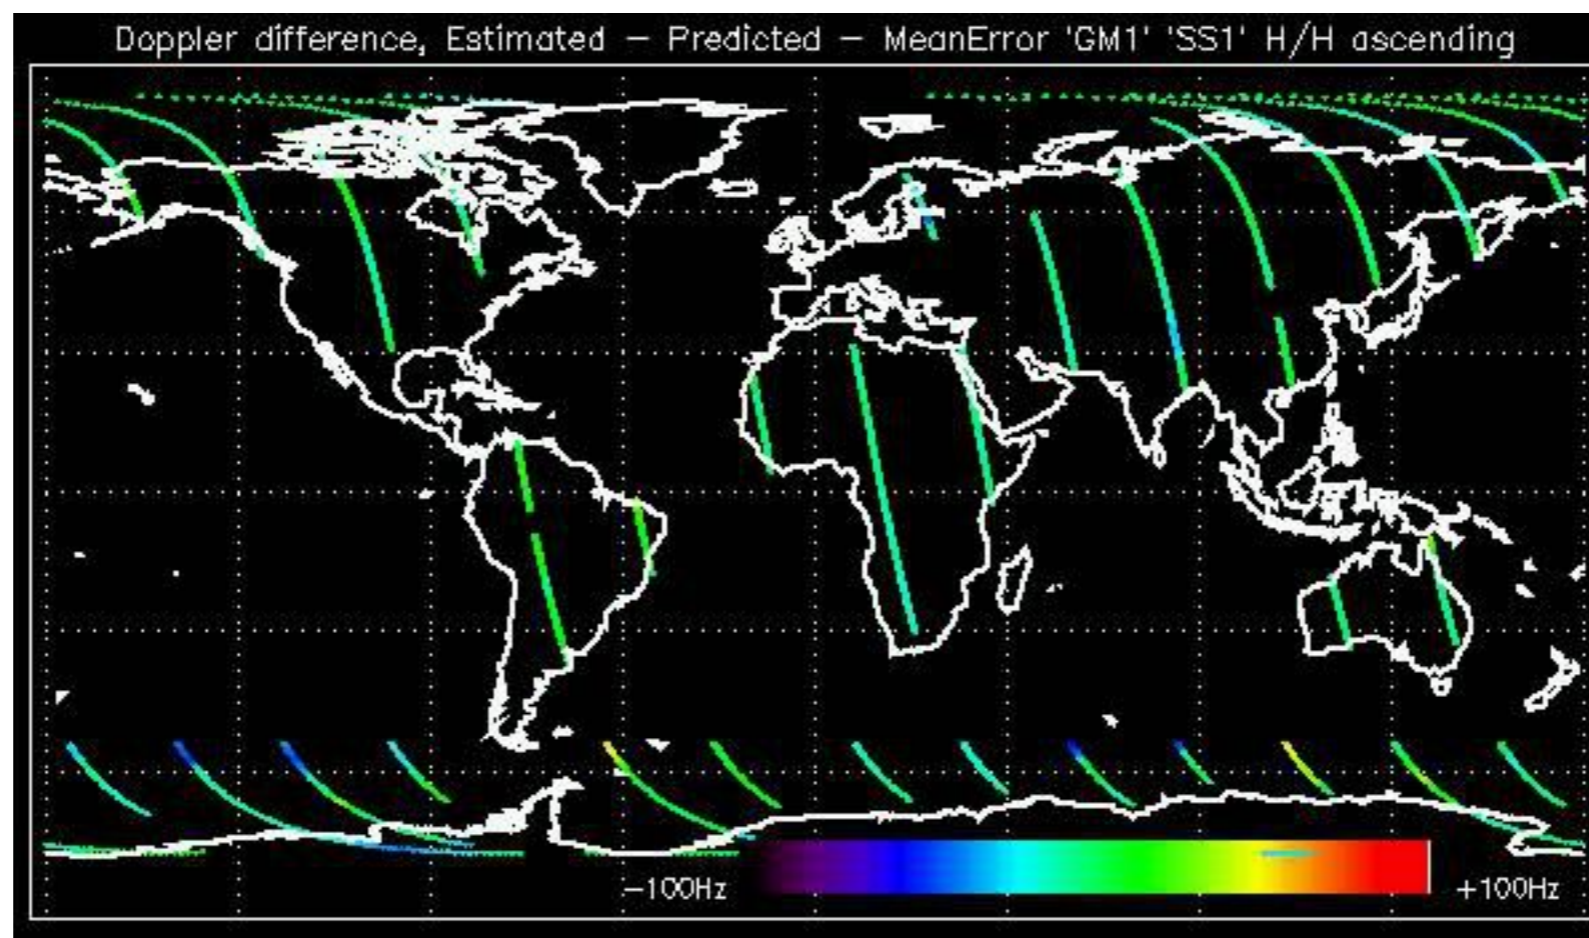 Doppler difference, Estimated – Predicted – MeanError 'GM1' 'SS1' H/H ascending
−100Hz
+100Hz